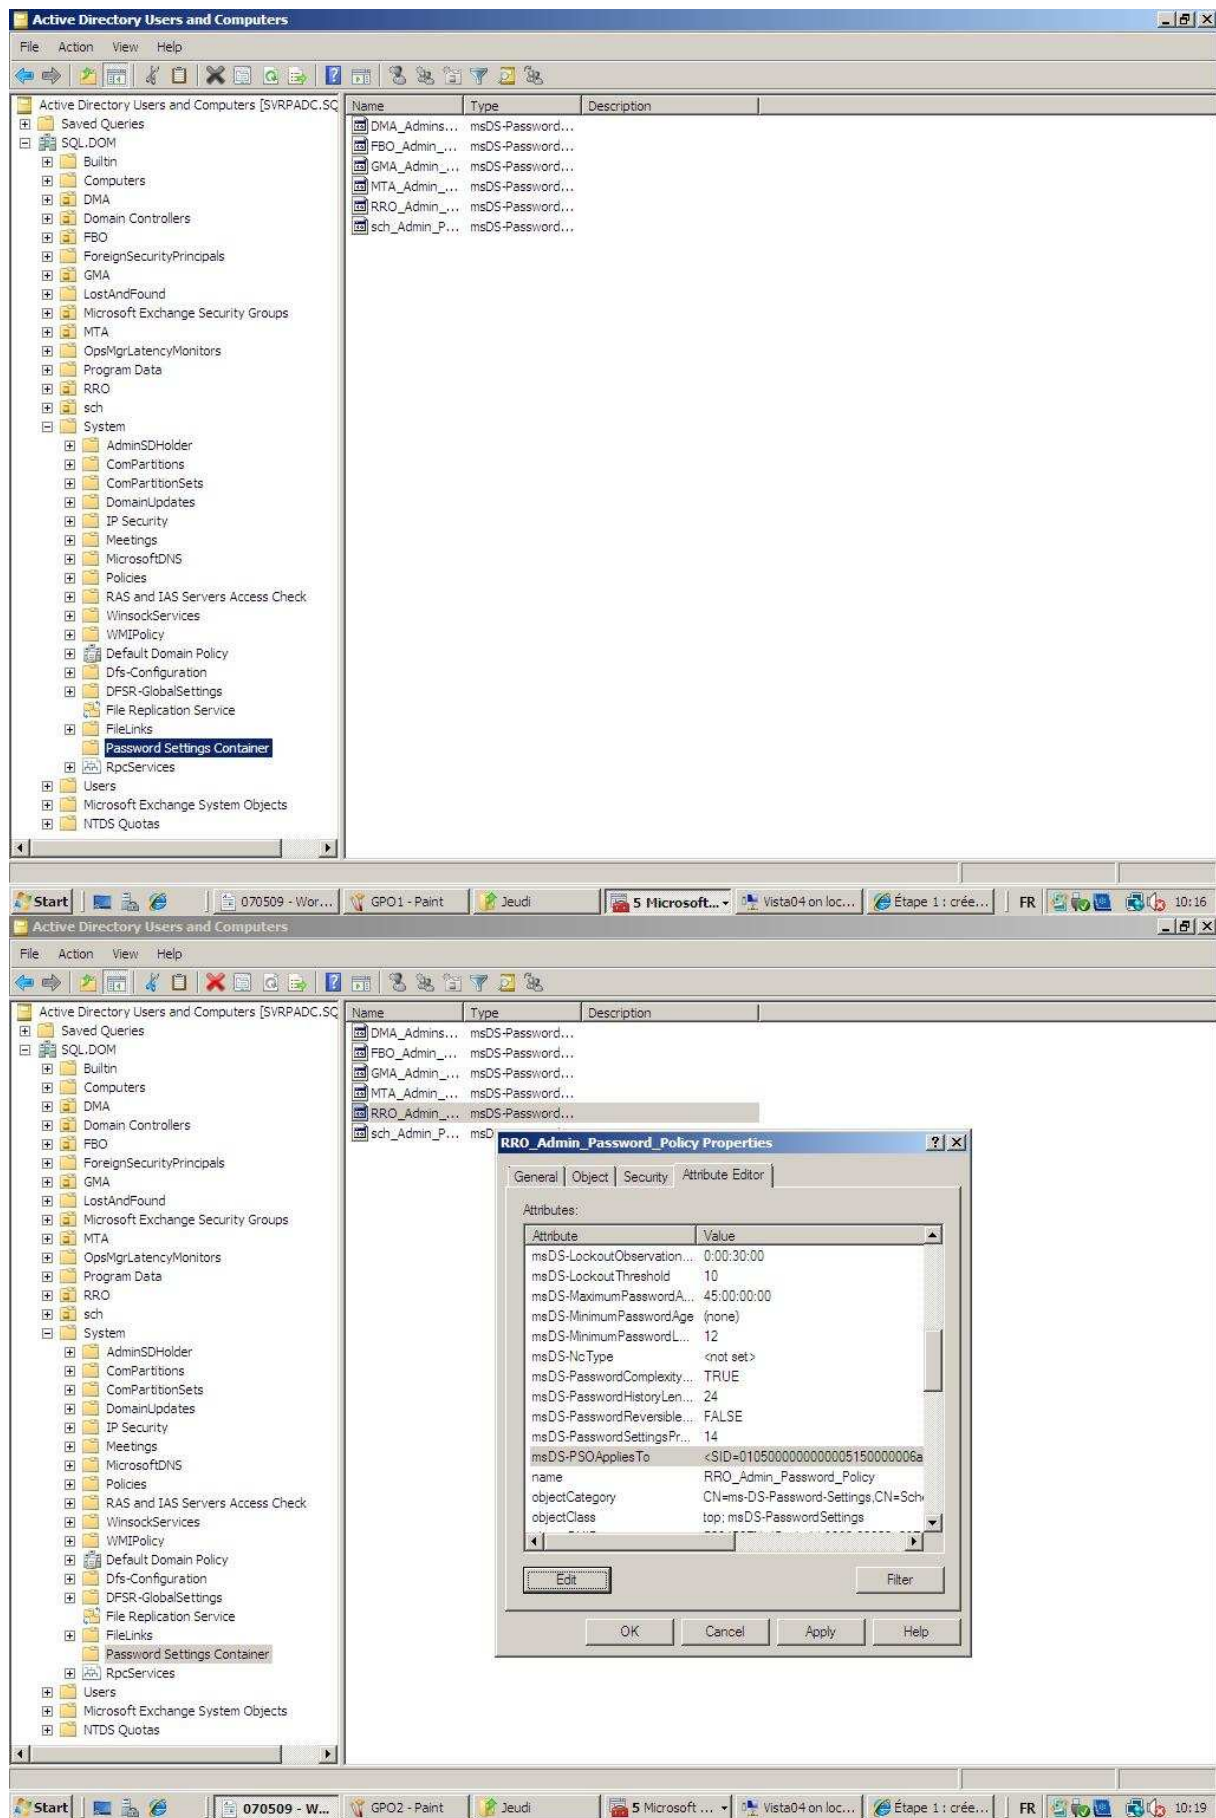 Active Directory Users and Computers
File Action View Help
Active Directory Users and Computers [SVRPADC.SQ
Saved Queries
SQL.DOM
Builtin
Computers
DMA
Domain Controllers
FBO
ForeignSecurityPrincipals
GMA
LostAndFound
Microsoft Exchange Security Groups
MTA
OpsMgrLatencyMonitors
Program Data
RRO
sch
System
AdminSDHolder
ComPartitions
ComPartitionSets
DomainUpdates
IP Security
Meetings
MicrosoftDNS
Policies
RAS and IAS Servers Access Check
WinsockServices
WMIPolicy
Default Domain Policy
Dfs-Configuration
DFSR-GlobalSettings
File Replication Service
FileLinks
Password Settings Container
RpcServices
Users
Microsoft Exchange System Objects
NTDS Quotas
Name Type Description
DMA_Admins... msDS-Password...
FBO_Admin_... msDS-Password...
GMA_Admin_... msDS-Password...
MTA_Admin_... msDS-Password...
RRO_Admin_... msDS-Password...
sch_Admin_P... msDS-Password...
Start 070509 - Wor... GPO1 - Paint Jeudi 5 Microsoft... Vista04 on loc... Étape 1 : crée... FR 10:16
Active Directory Users and Computers
File Action View Help
Active Directory Users and Computers [SVRPADC.SQ
Saved Queries
SQL.DOM
Builtin
Computers
DMA
Domain Controllers
FBO
ForeignSecurityPrincipals
GMA
LostAndFound
Microsoft Exchange Security Groups
MTA
OpsMgrLatencyMonitors
Program Data
RRO
sch
System
AdminSDHolder
ComPartitions
ComPartitionSets
DomainUpdates
IP Security
Meetings
MicrosoftDNS
Policies
RAS and IAS Servers Access Check
WinsockServices
WMIPolicy
Default Domain Policy
Dfs-Configuration
DFSR-GlobalSettings
File Replication Service
FileLinks
Password Settings Container
RpcServices
Users
Microsoft Exchange System Objects
NTDS Quotas
Name Type Description
DMA_Admins... msDS-Password...
FBO_Admin_... msDS-Password...
GMA_Admin_... msDS-Password...
MTA_Admin_... msDS-Password...
RRO_Admin_... msDS-Password...
sch_Admin_P... msD
RRO_Admin_Password_Policy Properties
General Object Security Attribute Editor
Attributes:
Attribute Value
msDS-LockoutObservation... 0:00:30:00
msDS-LockoutThreshold 10
msDS-MaximumPasswordA... 45:00:00:00
msDS-MinimumPasswordAge (none)
msDS-MinimumPasswordL... 12
msDS-NcType <not set>
msDS-PasswordComplexity... TRUE
msDS-PasswordHistoryLen... 24
msDS-PasswordReversible... FALSE
msDS-PasswordSettingsPr... 14
msDS-PSOAppliesTo <SID=0105000000000005150000006a
name RRO_Admin_Password_Policy
objectCategory CN=ms-DS-Password-Settings,CN=Sche
objectClass top; msDS-PasswordSettings
Edit Filter
OK Cancel Apply Help
Start 070509 - W... GPO2 - Paint Jeudi 5 Microsoft ... Vista04 on loc... Étape 1 : crée... FR 10:19